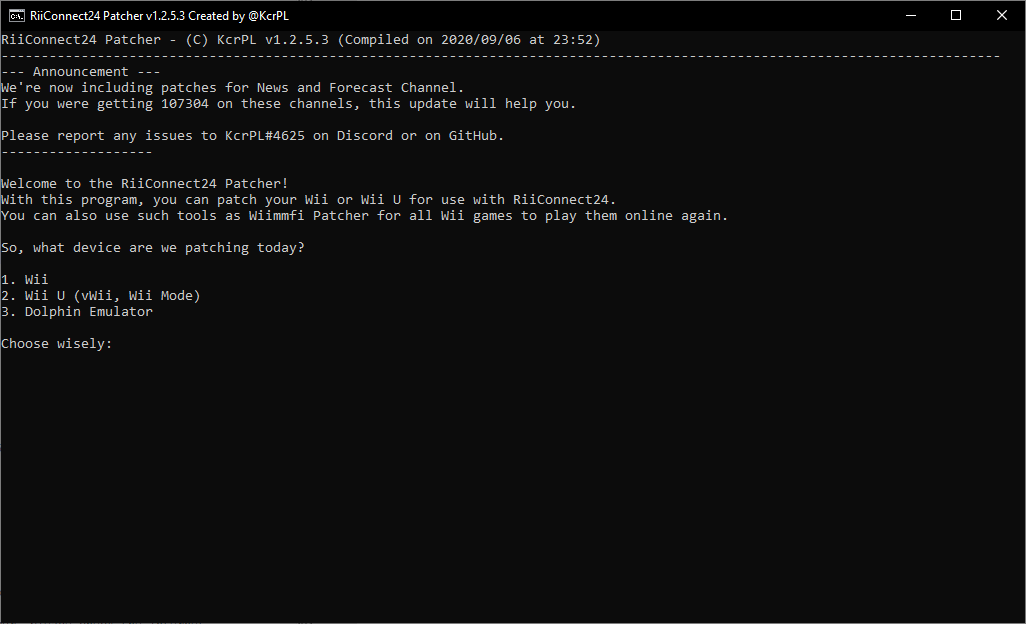 RiiConnect24 Patcher v1.2.5.3 Created by @KcrPL
RiiConnect24 Patcher - (C) KcrPL v1.2.5.3 (Compiled on 2020/09/06 at 23:52)
-----------------------------------------------------------------------------------------------------------------------------
--- Announcement ---
We're now including patches for News and Forecast Channel.
If you were getting 107304 on these channels, this update will help you.
Please report any issues to KcrPL#4625 on Discord or on GitHub.
-------------------
Welcome to the RiiConnect24 Patcher!
With this program, you can patch your Wii or Wii U for use with RiiConnect24.
You can also use such tools as Wiimmfi Patcher for all Wii games to play them online again.
So, what device are we patching today?
1. Wii
2. Wii U (vWii, Wii Mode)
3. Dolphin Emulator
Choose wisely: